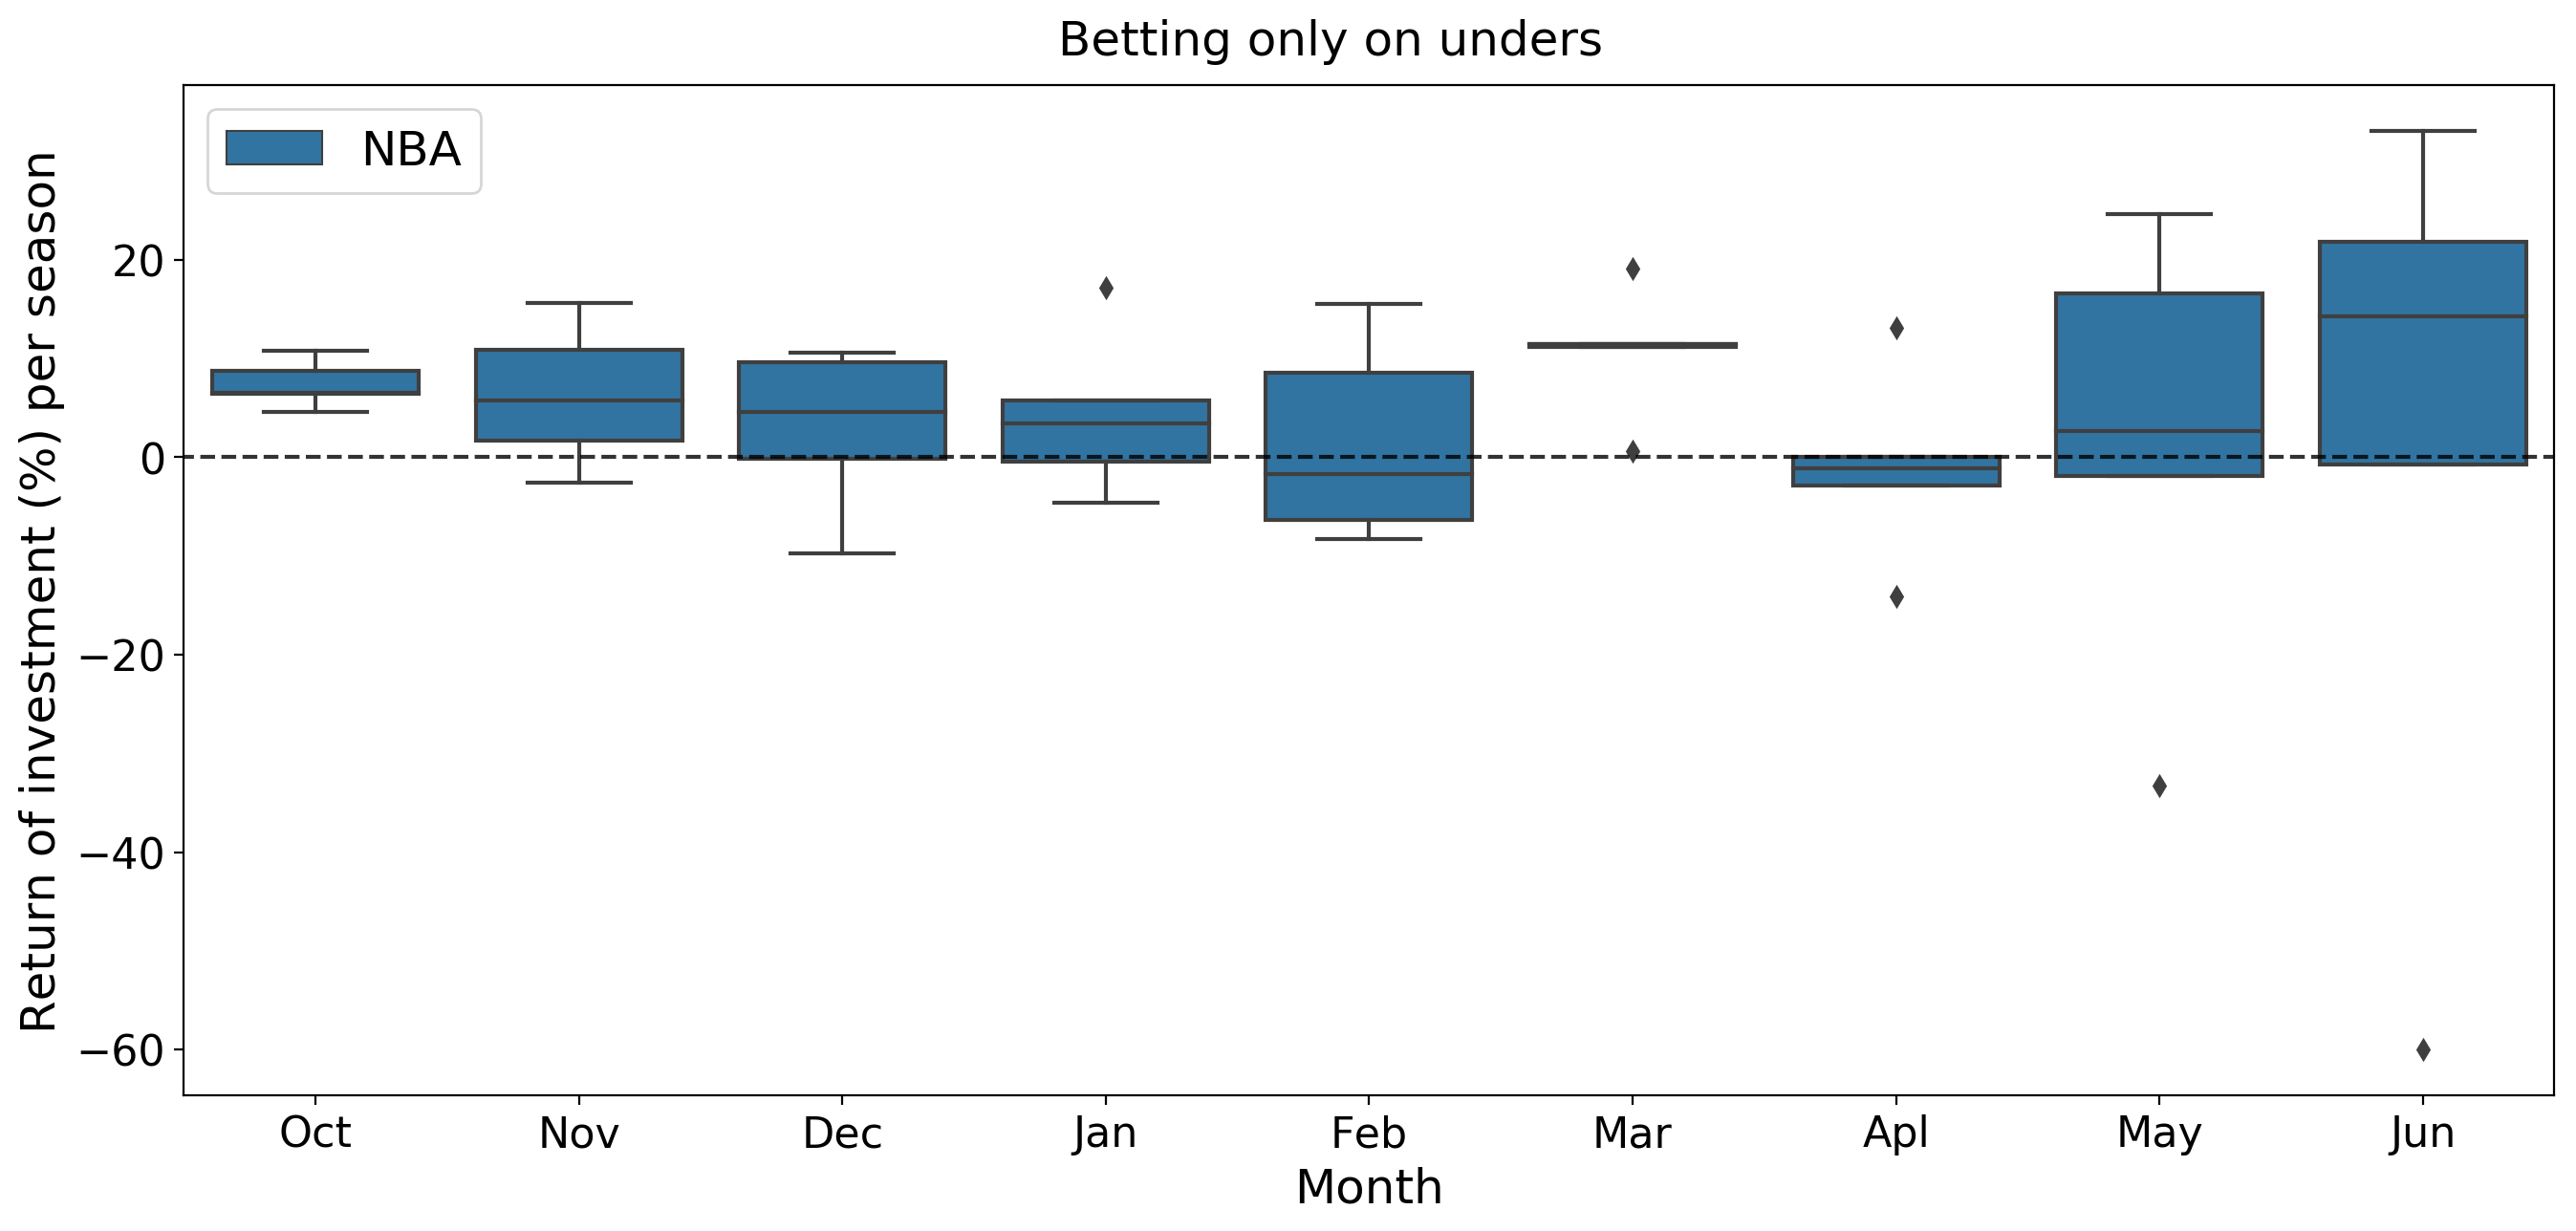 Betting only on unders
NBA
Return of investment (%) per season
20
0
−20
−40
−60
Oct Nov Dec Jan Feb Mar Apl May Jun
Month